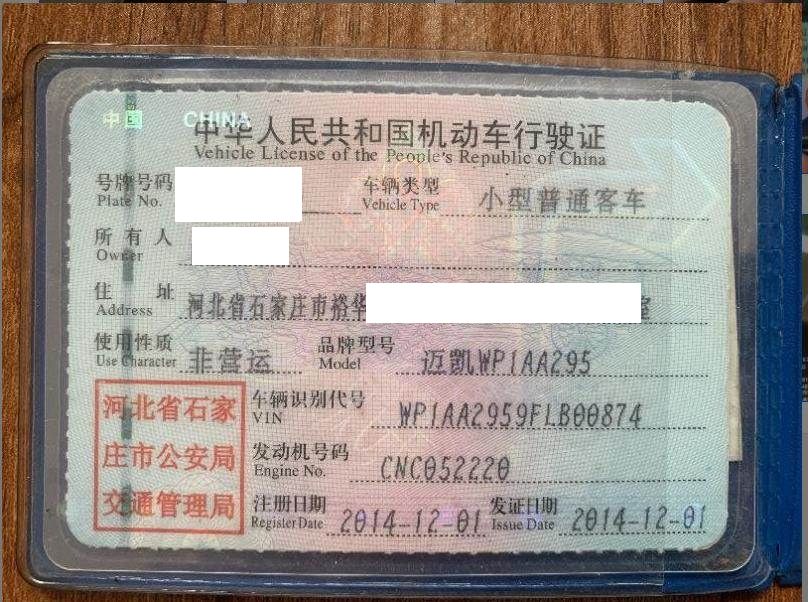 中国 CHINA
中华人民共和国机动车行驶证
Vehicle License of the People's Republic of China
号牌号码 车辆类型 小型普通客车
Plate No. Vehicle Type
所有人
Owner
住址 河北省石家庄市裕华 室
Address
使用性质 非营运 品牌型号 迈凯WP1AA295
Use Character Model
河北省石家
庄市公安局
交通管理局
车辆识别代号 WP1AA2959FLB00874
VIN
发动机号码 CNC052220
Engine No.
注册日期 2014-12-01 发证日期 2014-12-01
Register Date Issue Date